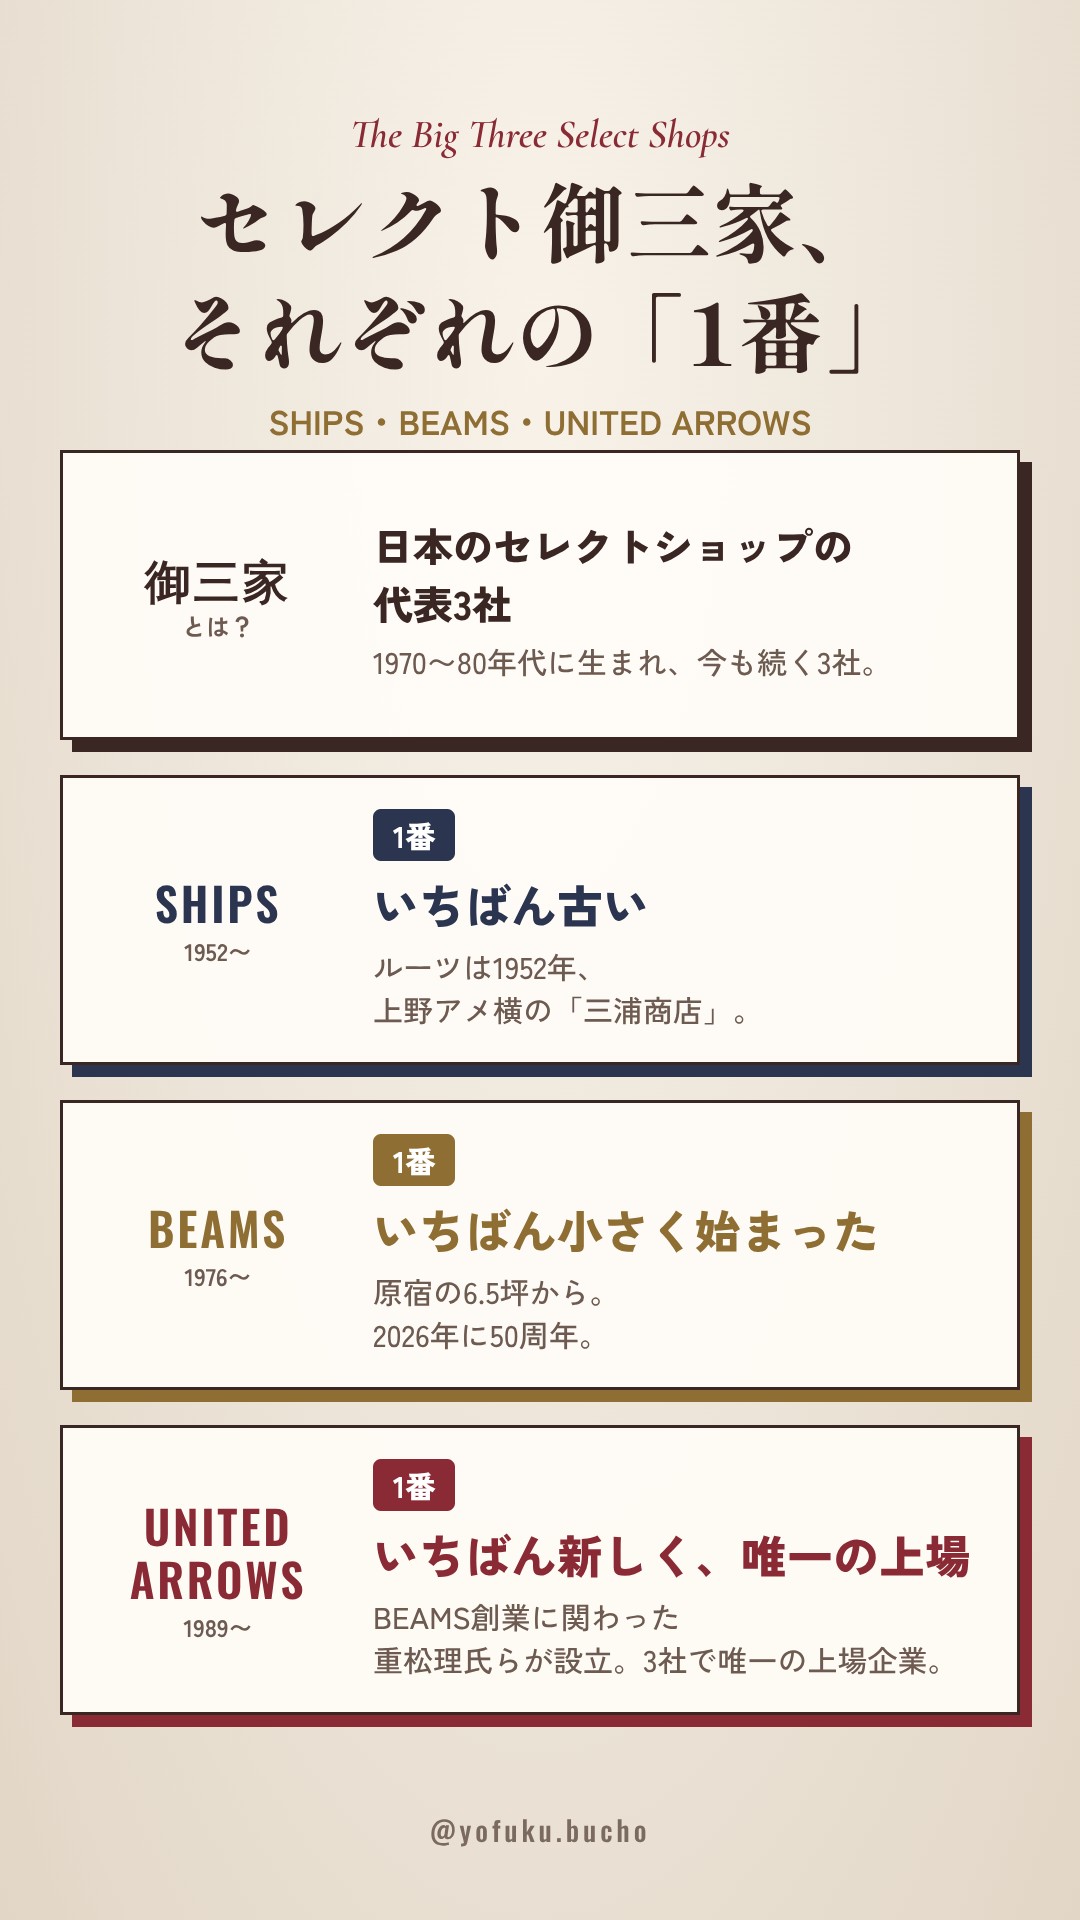 The Big Three Select Shops
セレクト御三家、
それぞれの「1番」
SHIPS・BEAMS・UNITED ARROWS
御三家
とは？
日本のセレクトショップの
代表3社
1970〜80年代に生まれ、今も続く3社。
SHIPS
1952〜
1番
いちばん古い
ルーツは1952年、
上野アメ横の「三浦商店」。
BEAMS
1976〜
1番
いちばん小さく始まった
原宿の6.5坪から。
2026年に50周年。
UNITED
ARROWS
1989〜
1番
いちばん新しく、唯一の上場
BEAMS創業に関わった
重松理氏らが設立。3社で唯一の上場企業。
@yofuku.bucho